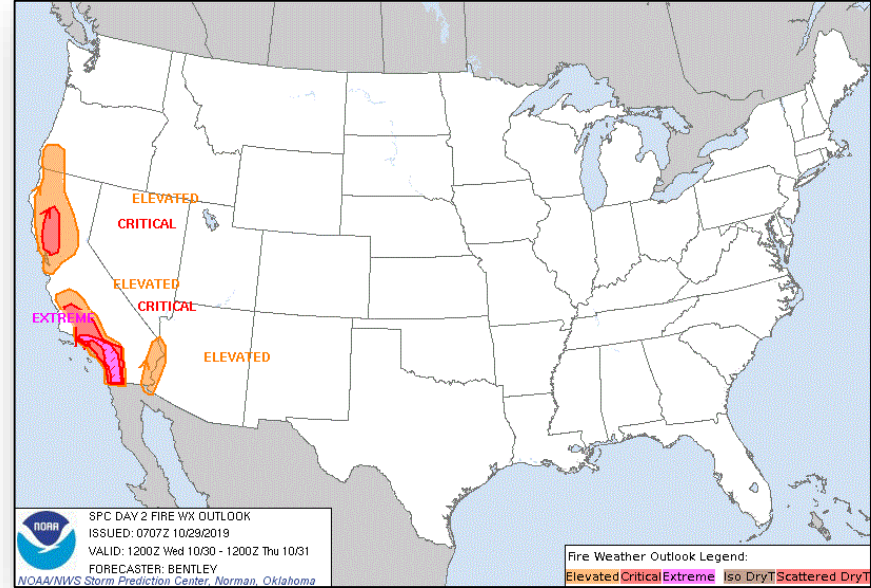 ELEVATED
CRITICAL
ELEVATED
CRITICAL
EXTREME
ELEVATED
NOAA
SPC DAY 2 FIRE WX OUTLOOK
ISSUED: 0707Z 10/29/2019
VALID: 1200Z Wed 10/30 - 1200Z Thu 10/31
FORECASTER: BENTLEY
NOAA/NWS Storm Prediction Center, Norman, Oklahoma
Fire Weather Outlook Legend:
Elevated Critical Extreme Iso DryT Scattered DryT